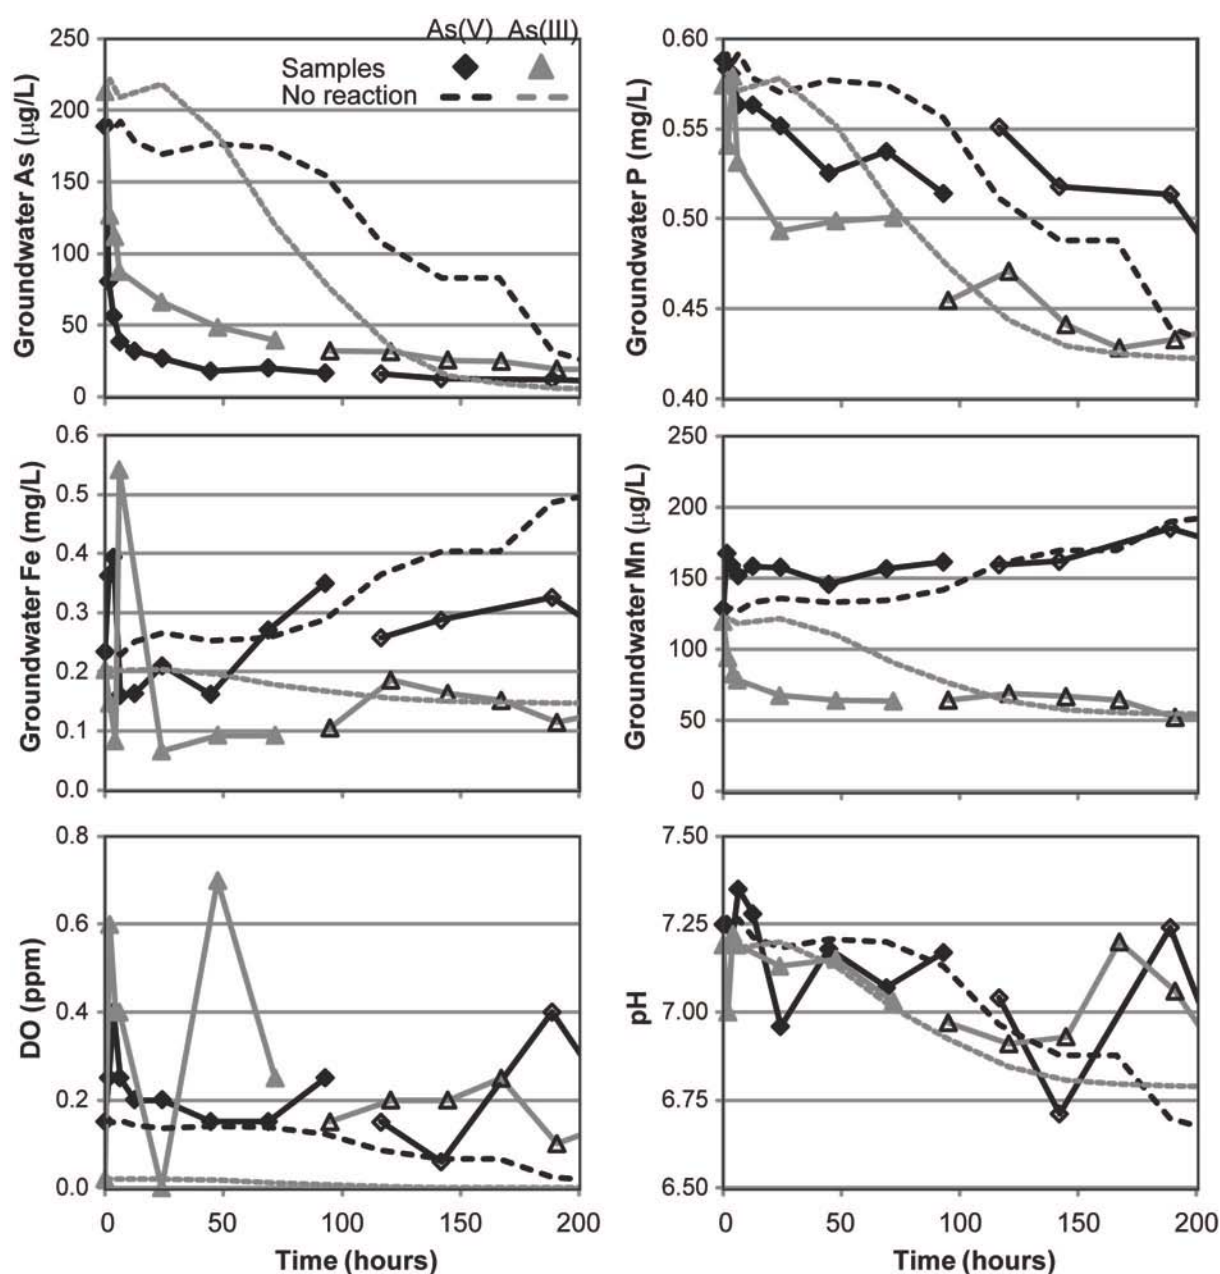 As(V) As(III)
Samples
No reaction
Groundwater As (µg/L)
250
200
150
100
50
0
Groundwater P (mg/L)
0.60
0.55
0.50
0.45
0.40
Groundwater Fe (mg/L)
0.6
0.5
0.4
0.3
0.2
0.1
0.0
Groundwater Mn (µg/L)
250
200
150
100
50
0
DO (ppm)
0.8
0.6
0.4
0.2
0.0
0 50 100 150 200
Time (hours)
pH
7.50
7.25
7.00
6.75
6.50
0 50 100 150 200
Time (hours)